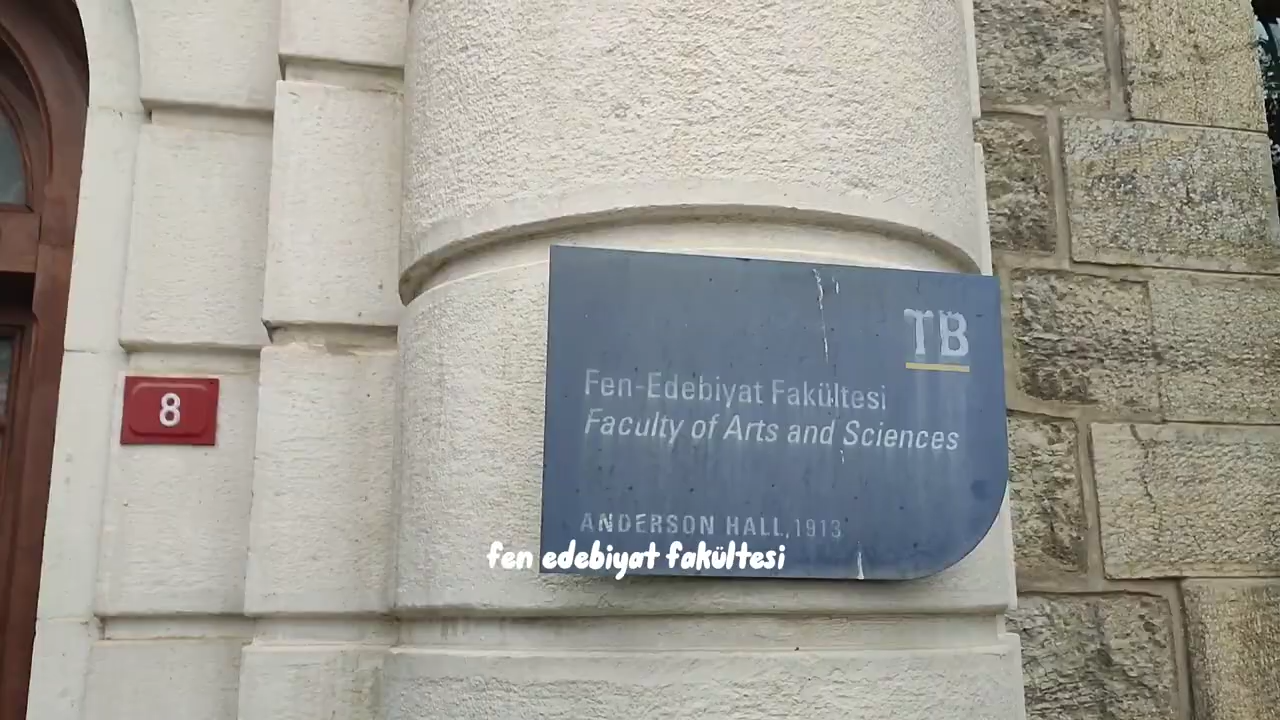 8
TB
Fen-Edebiyat Fakültesi
Faculty of Arts and Sciences
ANDERSON HALL, 1913
fen edebiyat fakültesi